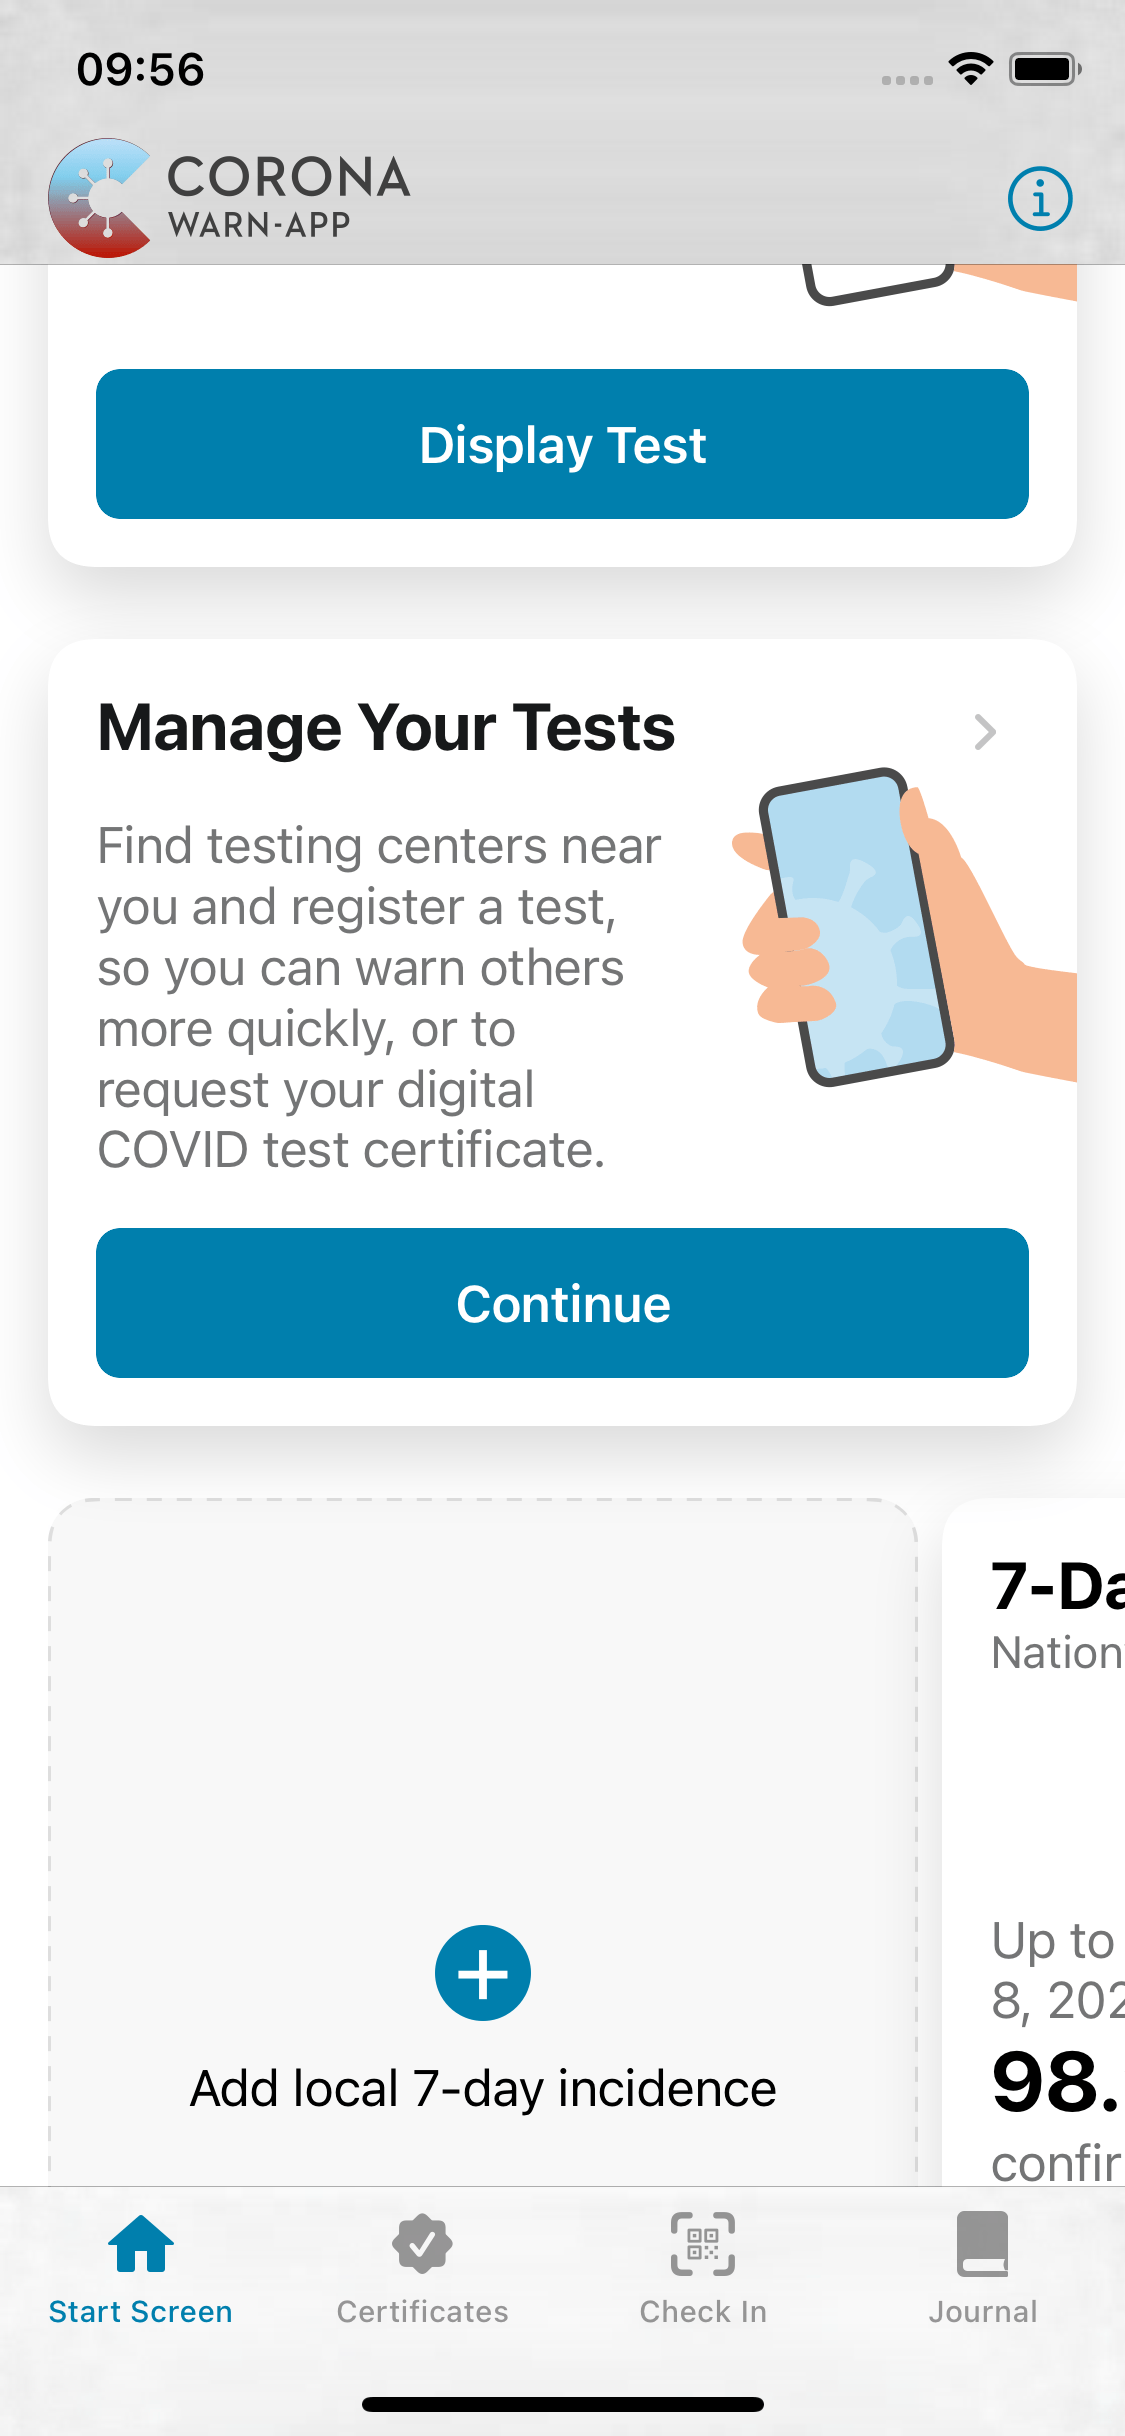 09:56
CORONA
WARN-APP
Display Test
Manage Your Tests
Find testing centers near
you and register a test,
so you can warn others
more quickly, or to
request your digital
COVID test certificate.
Continue
Add local 7-day incidence
7-Da
Nation
Up to
8, 202
98.
confir
Start Screen
Certificates
Check In
Journal